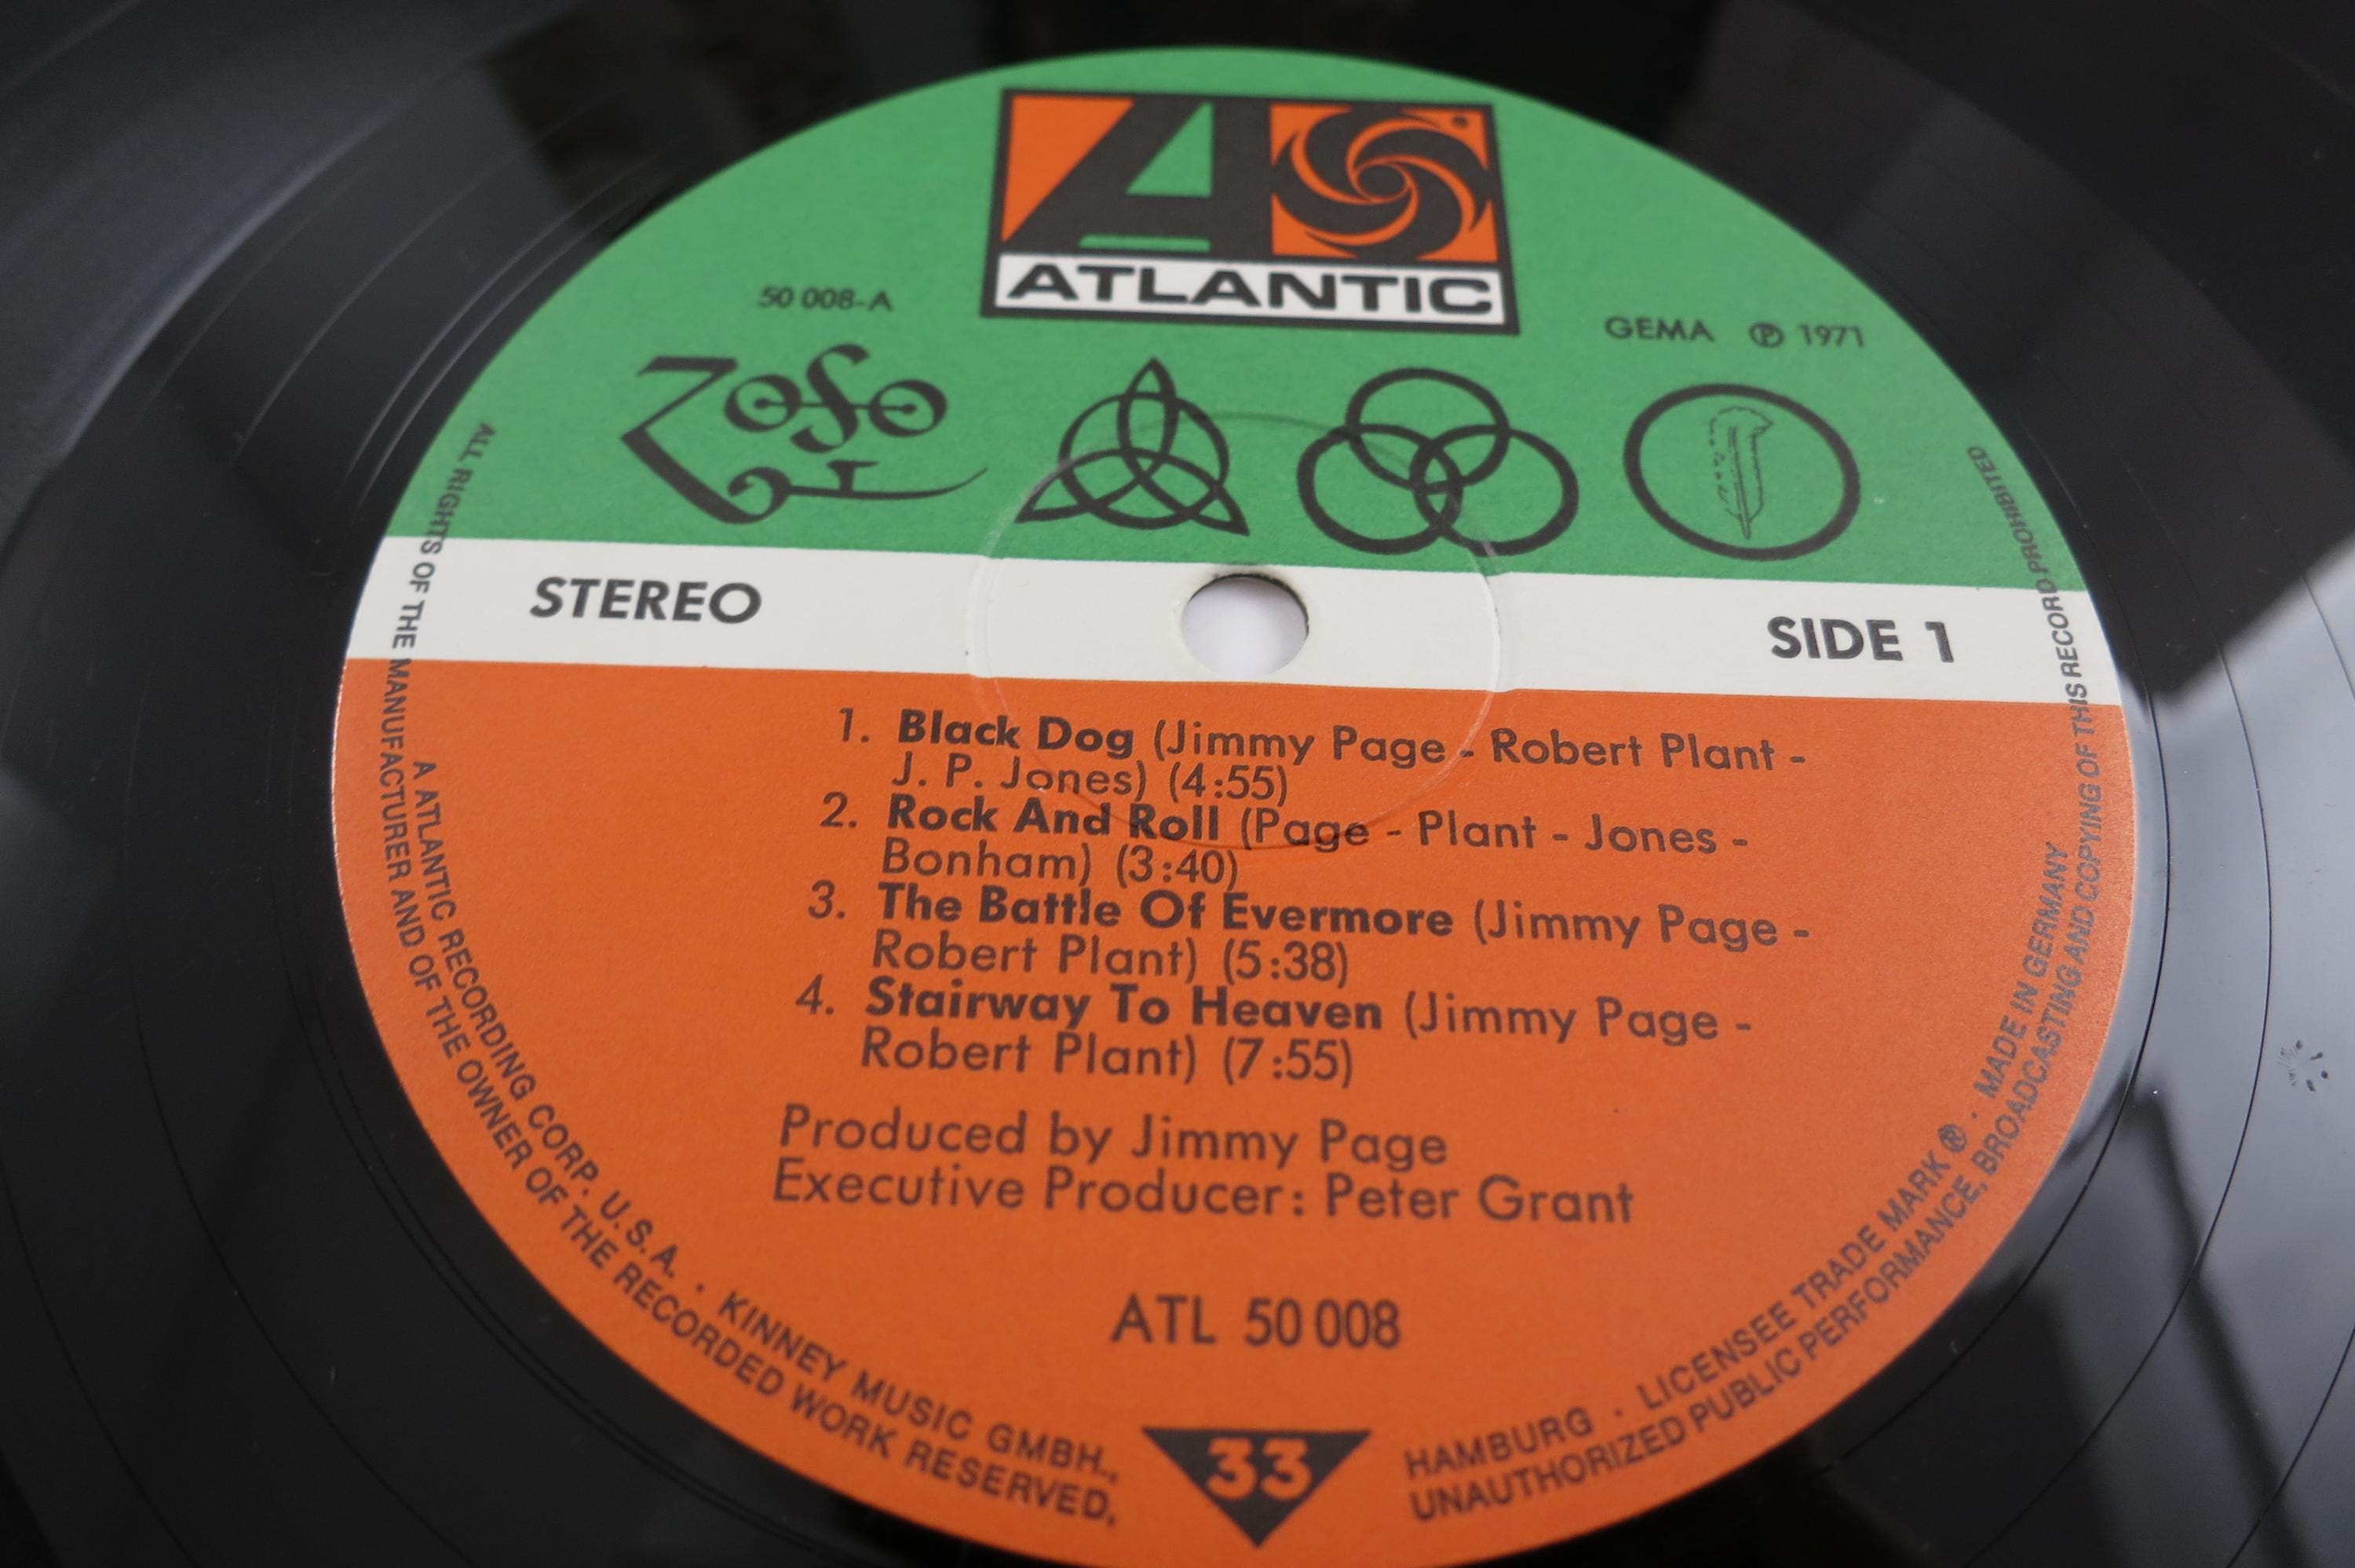 ATLANTIC
50 008-A
GEMA Ⓟ 1971
ZoSo
STEREO
SIDE 1
1. Black Dog (Jimmy Page - Robert Plant -
J. P. Jones) (4:55)
2. Rock And Roll (Page - Plant - Jones -
Bonham) (3:40)
3. The Battle Of Evermore (Jimmy Page -
Robert Plant) (5:38)
4. Stairway To Heaven (Jimmy Page -
Robert Plant) (7:55)
Produced by Jimmy Page
Executive Producer: Peter Grant
ATL 50 008
33
A ATLANTIC RECORDING CORP. U.S.A. · KINNEY MUSIC GMBH., HAMBURG · LICENSEE TRADE MARK ® · MADE IN GERMANY
ALL RIGHTS OF THE MANUFACTURER AND OF THE OWNER OF THE RECORDED WORK RESERVED, UNAUTHORIZED PUBLIC PERFORMANCE, BROADCASTING AND COPYING OF THIS RECORD PROHIBITED